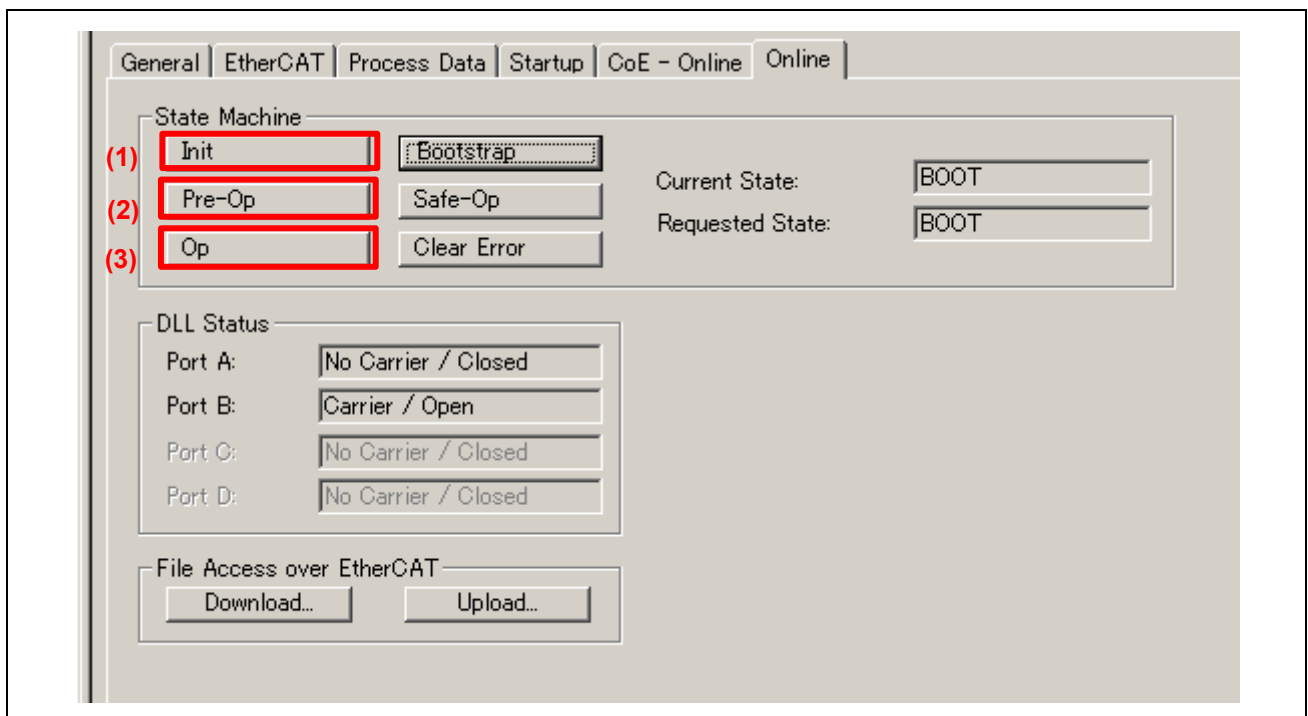 General EtherCAT Process Data Startup CoE - Online Online
State Machine
(1) Init Bootstrap
Current State: BOOT
(2) Pre-Op Safe-Op
Requested State: BOOT
(3) Op Clear Error
DLL Status
Port A: No Carrier / Closed
Port B: Carrier / Open
Port C: No Carrier / Closed
Port D: No Carrier / Closed
File Access over EtherCAT
Download... Upload...